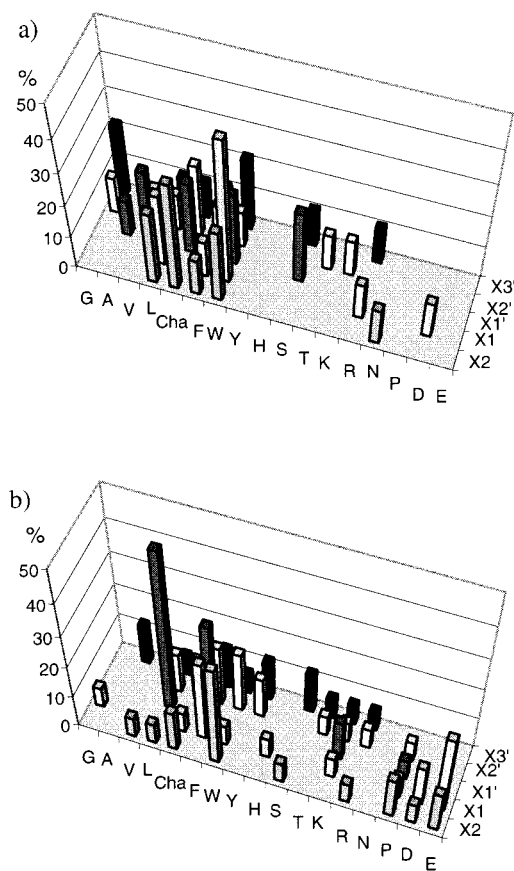 a)
%
50
40
30
20
10
0
G A V L Cha F W Y H S T K R N P D E
X3'
X2'
X1'
X1
X2
b)
%
50
40
30
20
10
0
G A V L Cha F W Y H S T K R N P D E
X3'
X2'
X1'
X1
X2